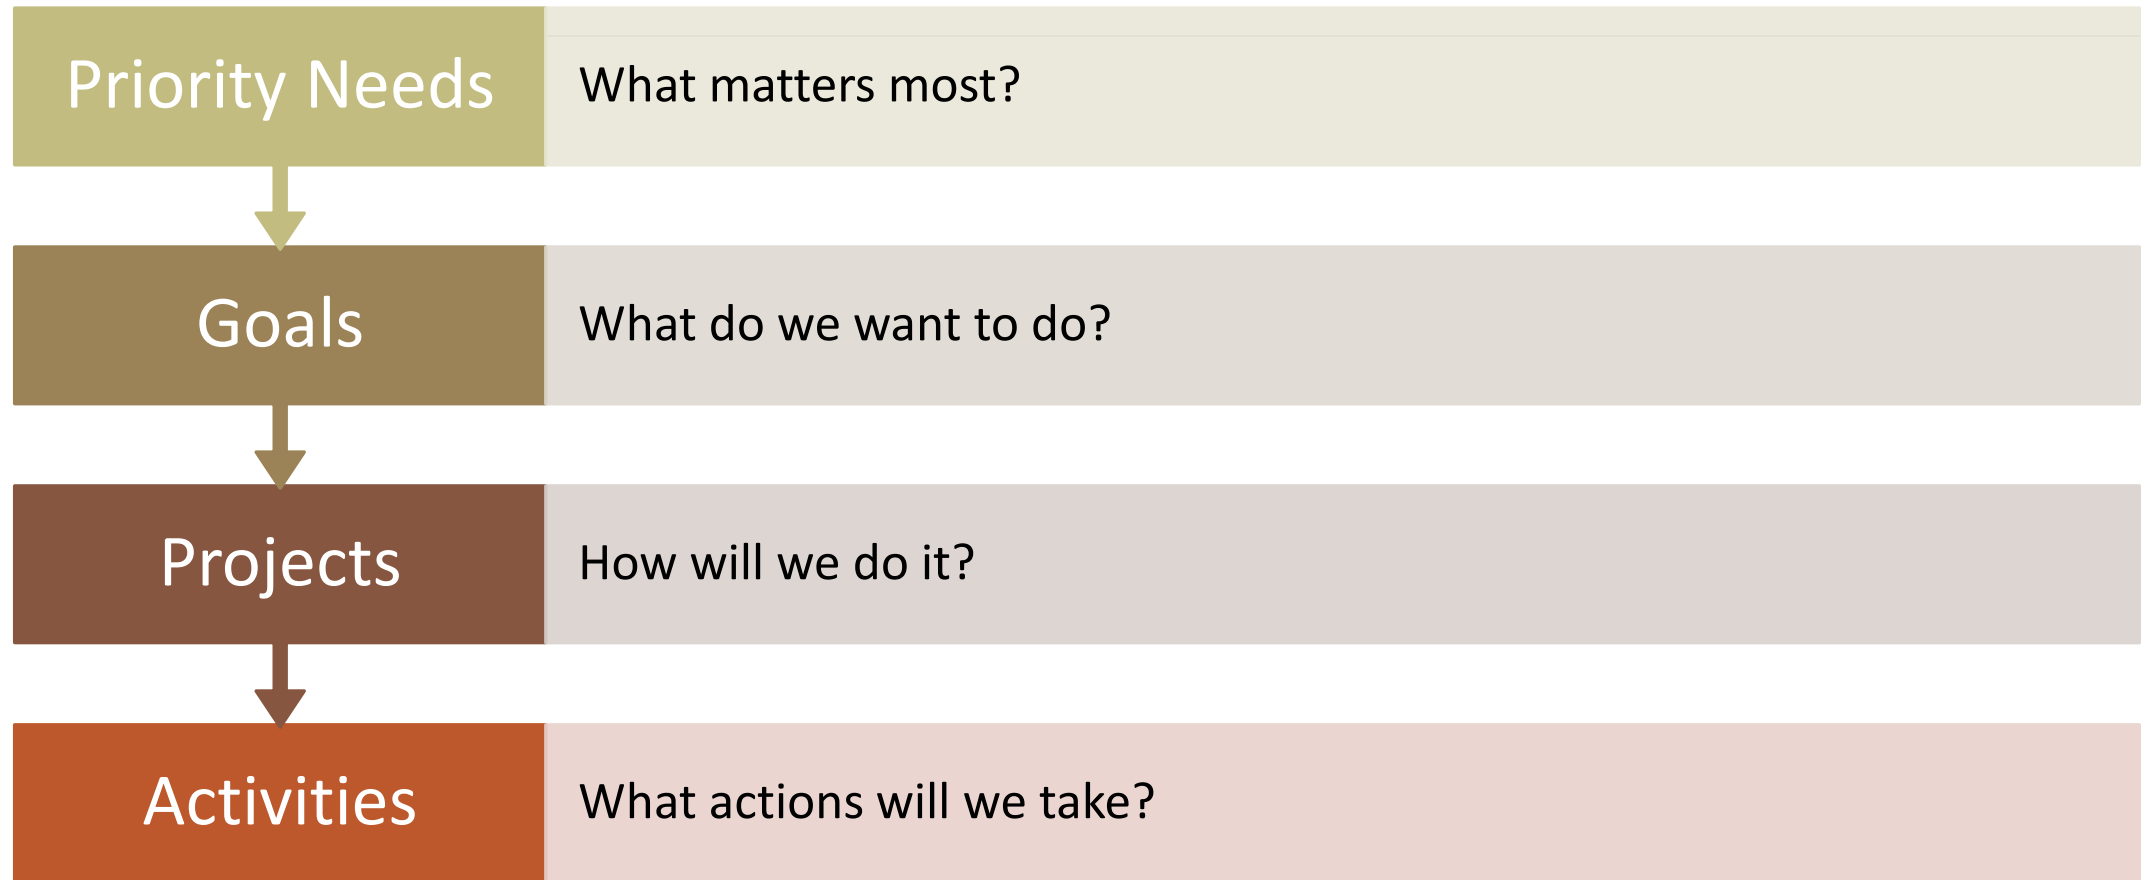 Priority Needs
What matters most?
Goals
What do we want to do?
Projects
How will we do it?
Activities
What actions will we take?